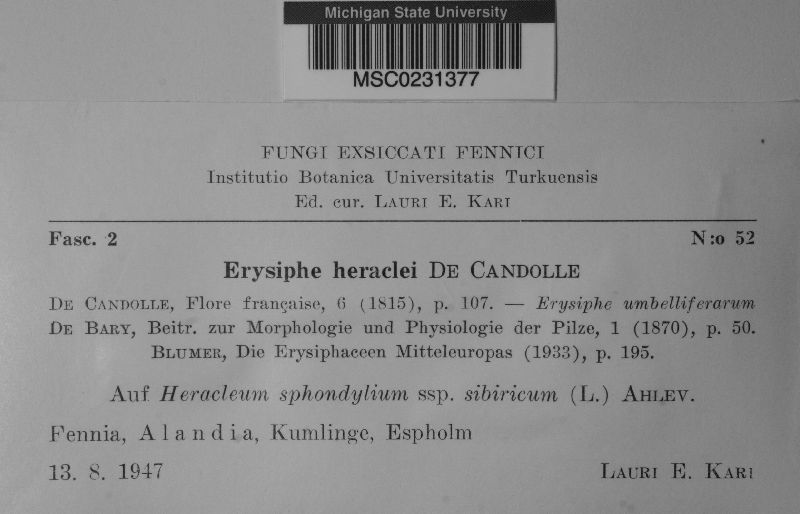 Michigan State University
MSC0231377
FUNGI EXSICCATI FENNICI
Institutio Botanica Universitatis Turkuensis
Ed. cur. LAURI E. KARI
Fasc. 2 N:o 52
Erysiphe heraclei DE CANDOLLE
DE CANDOLLE, Flore française, 6 (1815), p. 107. — Erysiphe umbelliferarum
DE BARY, Beitr. zur Morphologie und Physiologie der Pilze, 1 (1870), p. 50.
BLUMER, Die Erysiphaceen Mitteleuropas (1933), p. 195.
Auf Heracleum sphondylium ssp. sibiricum (L.) AHLEV.
Fennia, Alandia, Kumlinge, Espholm
13. 8. 1947 LAURI E. KARI